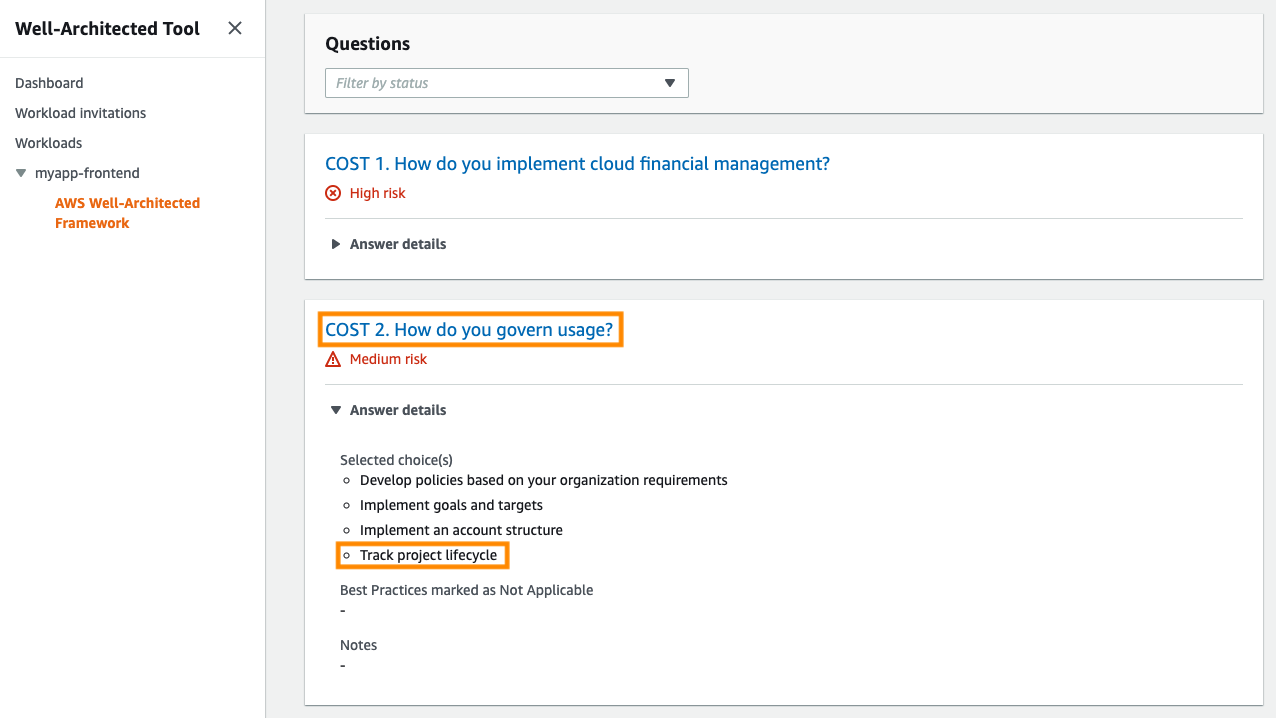 Well-Architected Tool
Dashboard
Workload invitations
Workloads
myapp-frontend
AWS Well-Architected
Framework
Questions
Filter by status
COST 1. How do you implement cloud financial management?
High risk
Answer details
COST 2. How do you govern usage?
Medium risk
Answer details
Selected choice(s)
Develop policies based on your organization requirements
Implement goals and targets
Implement an account structure
Track project lifecycle
Best Practices marked as Not Applicable
-
Notes
-